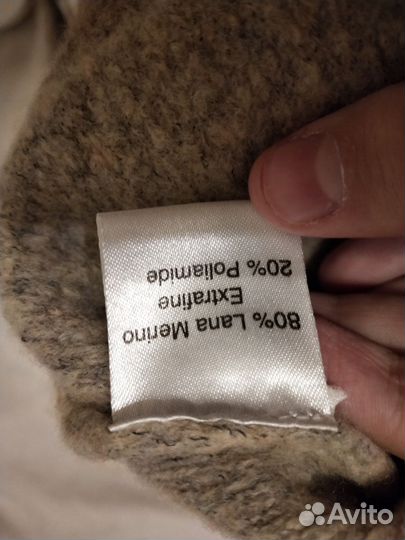 80% Lana Merino
Extrafine
20% Poliamide
Avito